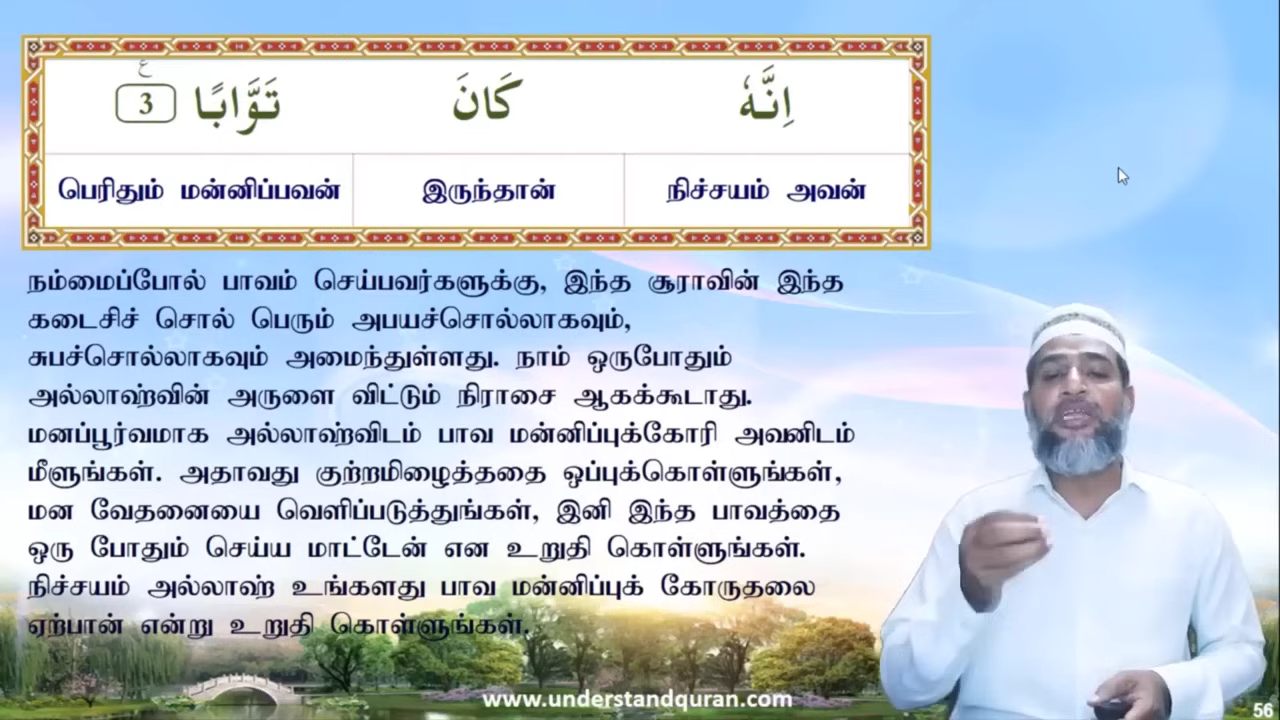 اِنَّهٗ كَانَ تَوَّابًا 3 ع
பெரிதும் மன்னிப்பவன் இருந்தான் நிச்சயம் அவன்
நம்மைப்போல் பாவம் செய்பவர்களுக்கு, இந்த சூராவின் இந்த
கடைசிச் சொல் பெரும் அபயச்சொல்லாகவும்,
சுபச்சொல்லாகவும் அமைந்துள்ளது. நாம் ஒருபோதும்
அல்லாஹ்வின் அருளை விட்டும் நிராசை ஆகக்கூடாது.
மனப்பூர்வமாக அல்லாஹ்விடம் பாவ மன்னிப்புக்கோரி அவனிடம்
மீளுங்கள். அதாவது குற்றமிழைத்ததை ஒப்புக்கொள்ளுங்கள்,
மன வேதனையை வெளிப்படுத்துங்கள், இனி இந்த பாவத்தை
ஒரு போதும் செய்ய மாட்டேன் என உறுதி கொள்ளுங்கள்.
நிச்சயம் அல்லாஹ் உங்களது பாவ மன்னிப்புக் கோருதலை
ஏற்பான் என்று உறுதி கொள்ளுங்கள்.
www.understandquran.com
56